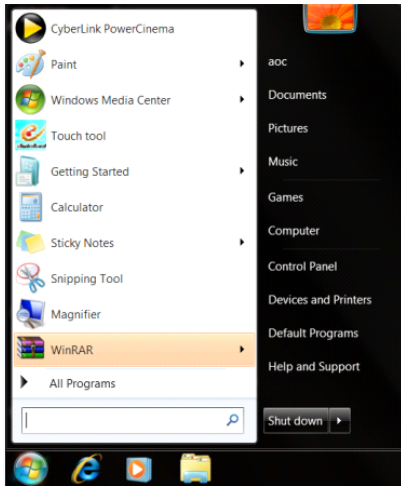 CyberLink PowerCinema
Paint
Windows Media Center
Touch tool
Getting Started
Calculator
Sticky Notes
Snipping Tool
Magnifier
WinRAR
All Programs
aoc
Documents
Pictures
Music
Games
Computer
Control Panel
Devices and Printers
Default Programs
Help and Support
Shut down